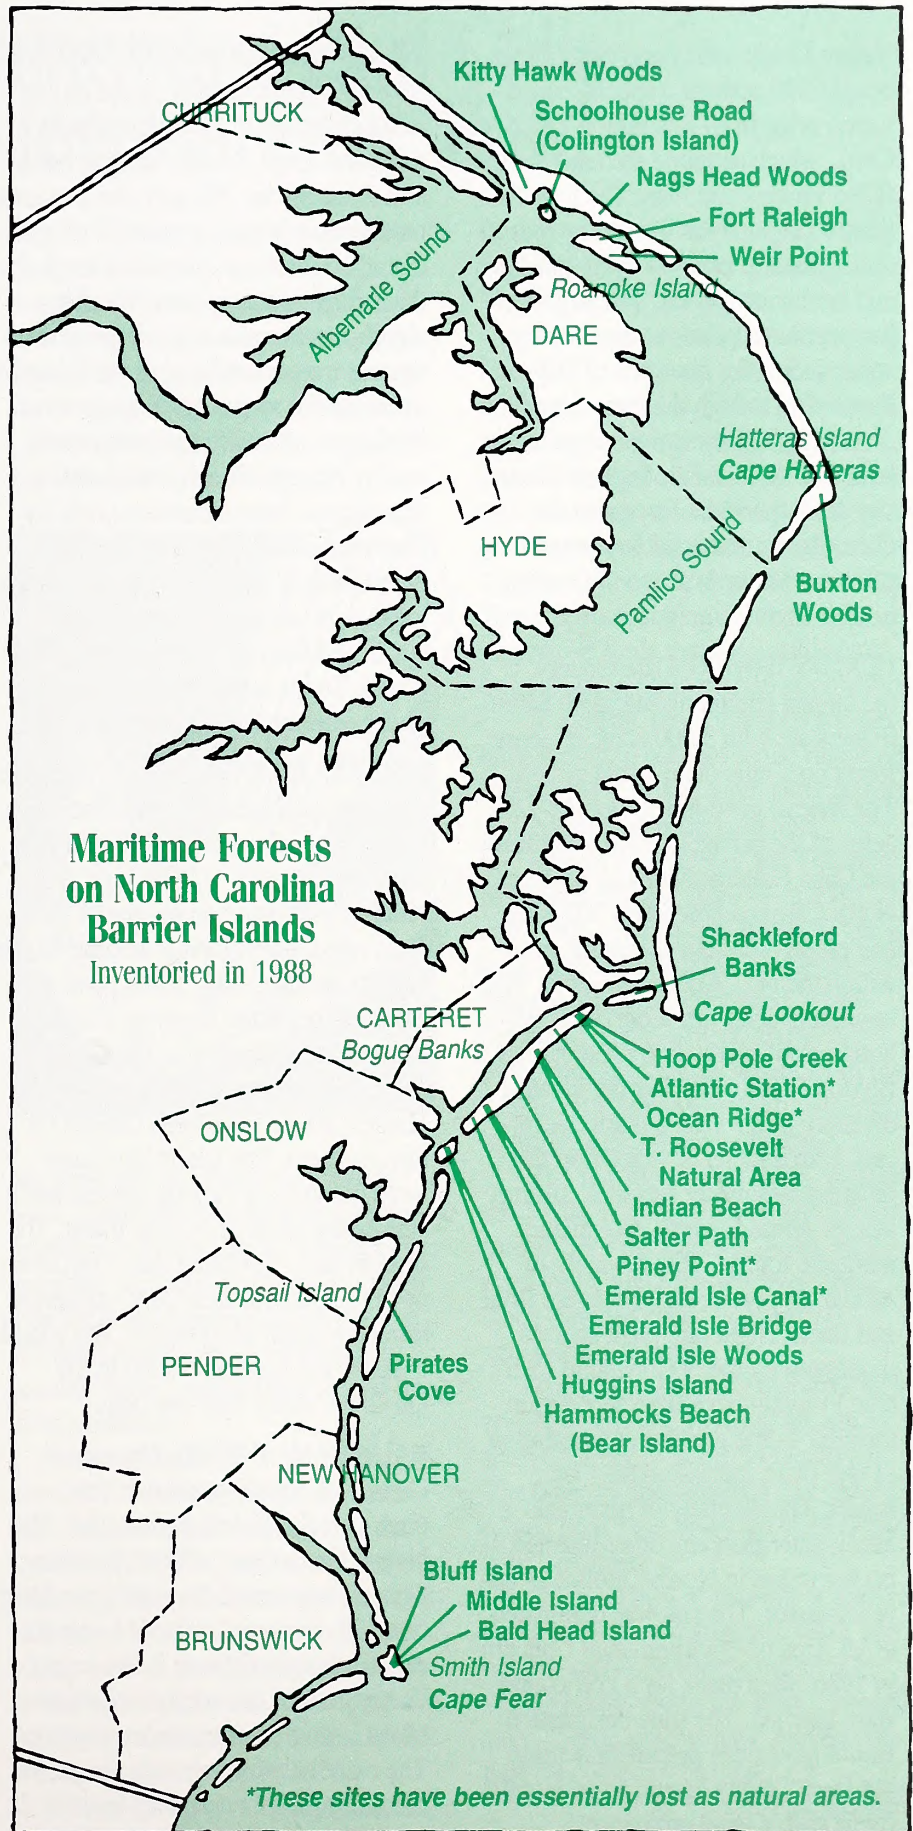 Kitty Hawk Woods
CURRITUCK
Schoolhouse Road
(Colington Island)
Nags Head Woods
Fort Raleigh
Weir Point
Albemarle Sound
Roanoke Island
DARE
Hatteras Island
Cape Hatteras
HYDE
Pamlico Sound
Buxton
Woods
Maritime Forests
on North Carolina
Barrier Islands
Inventoried in 1988
Shackleford
Banks
CARTERET
Cape Lookout
Bogue Banks
Hoop Pole Creek
Atlantic Station*
Ocean Ridge*
ONSLOW
T. Roosevelt
Natural Area
Indian Beach
Salter Path
Piney Point*
Topsail Island
Emerald Isle Canal*
Emerald Isle Bridge
Emerald Isle Woods
PENDER
Pirates
Cove
Huggins Island
Hammocks Beach
(Bear Island)
NEW HANOVER
Bluff Island
Middle Island
Bald Head Island
BRUNSWICK
Smith Island
Cape Fear
*These sites have been essentially lost as natural areas.